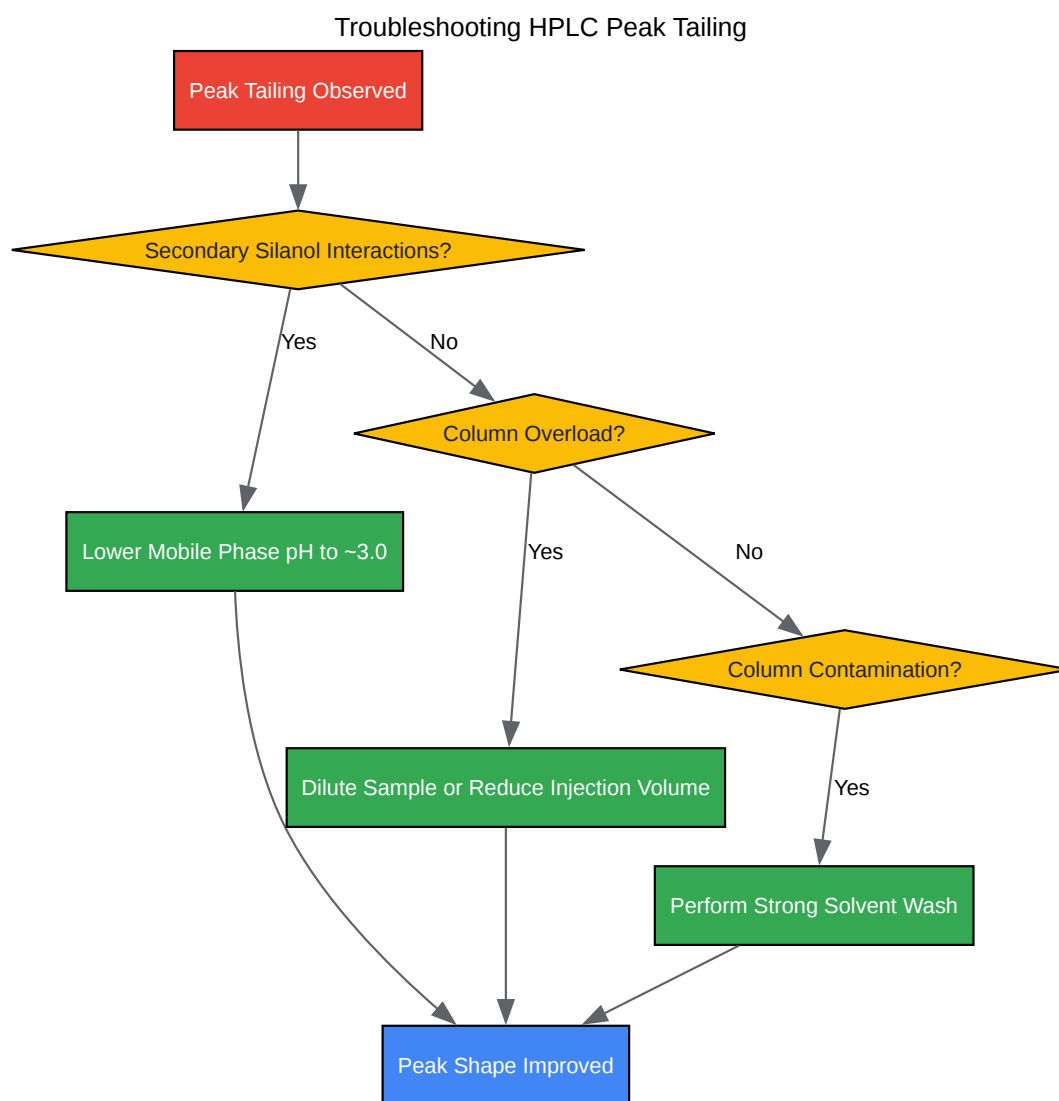 Troubleshooting HPLC Peak Tailing
Peak Tailing Observed
Secondary Silanol Interactions?
Yes
No
Column Overload?
Lower Mobile Phase pH to ~3.0
Yes
No
Column Contamination?
Dilute Sample or Reduce Injection Volume
Yes
Perform Strong Solvent Wash
Peak Shape Improved